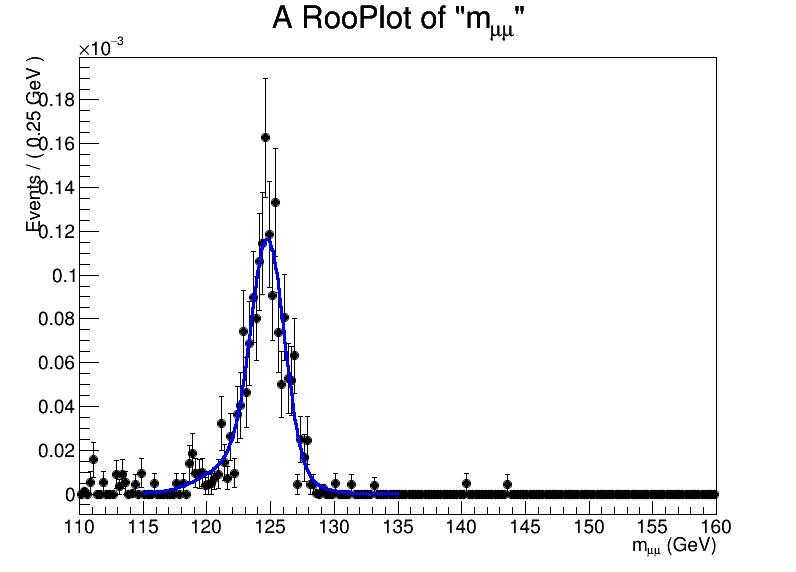 A RooPlot of "mμμ"
×10⁻³
Events / ( 0.25 GeV )
0.18
0.16
0.14
0.12
0.1
0.08
0.06
0.04
0.02
0
110 115 120 125 130 135 140 145 150 155 160
mμμ (GeV)